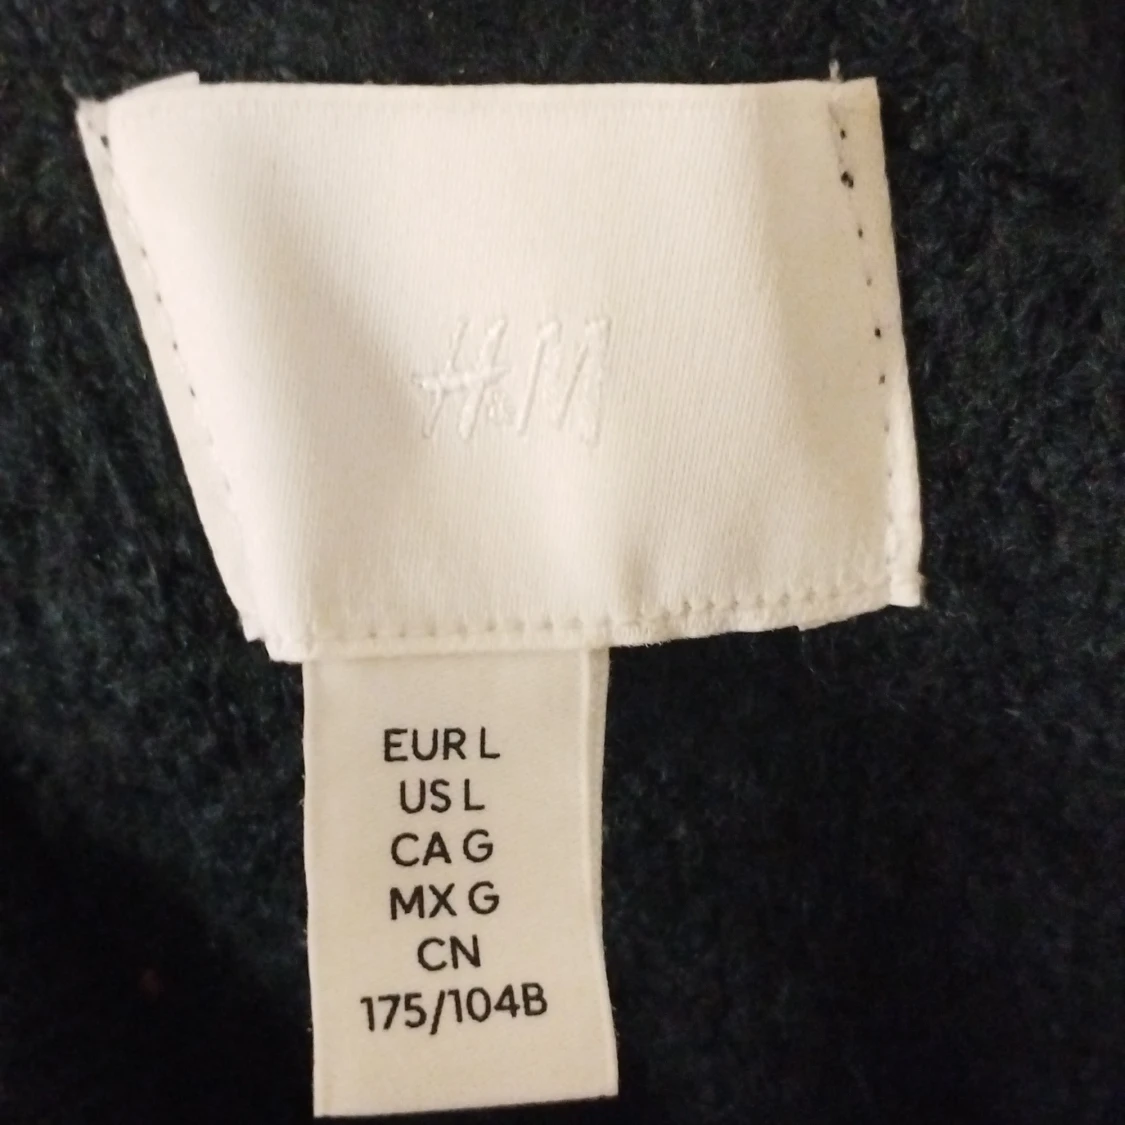 H&M
EUR L
US L
CA G
MX G
CN
175/104B